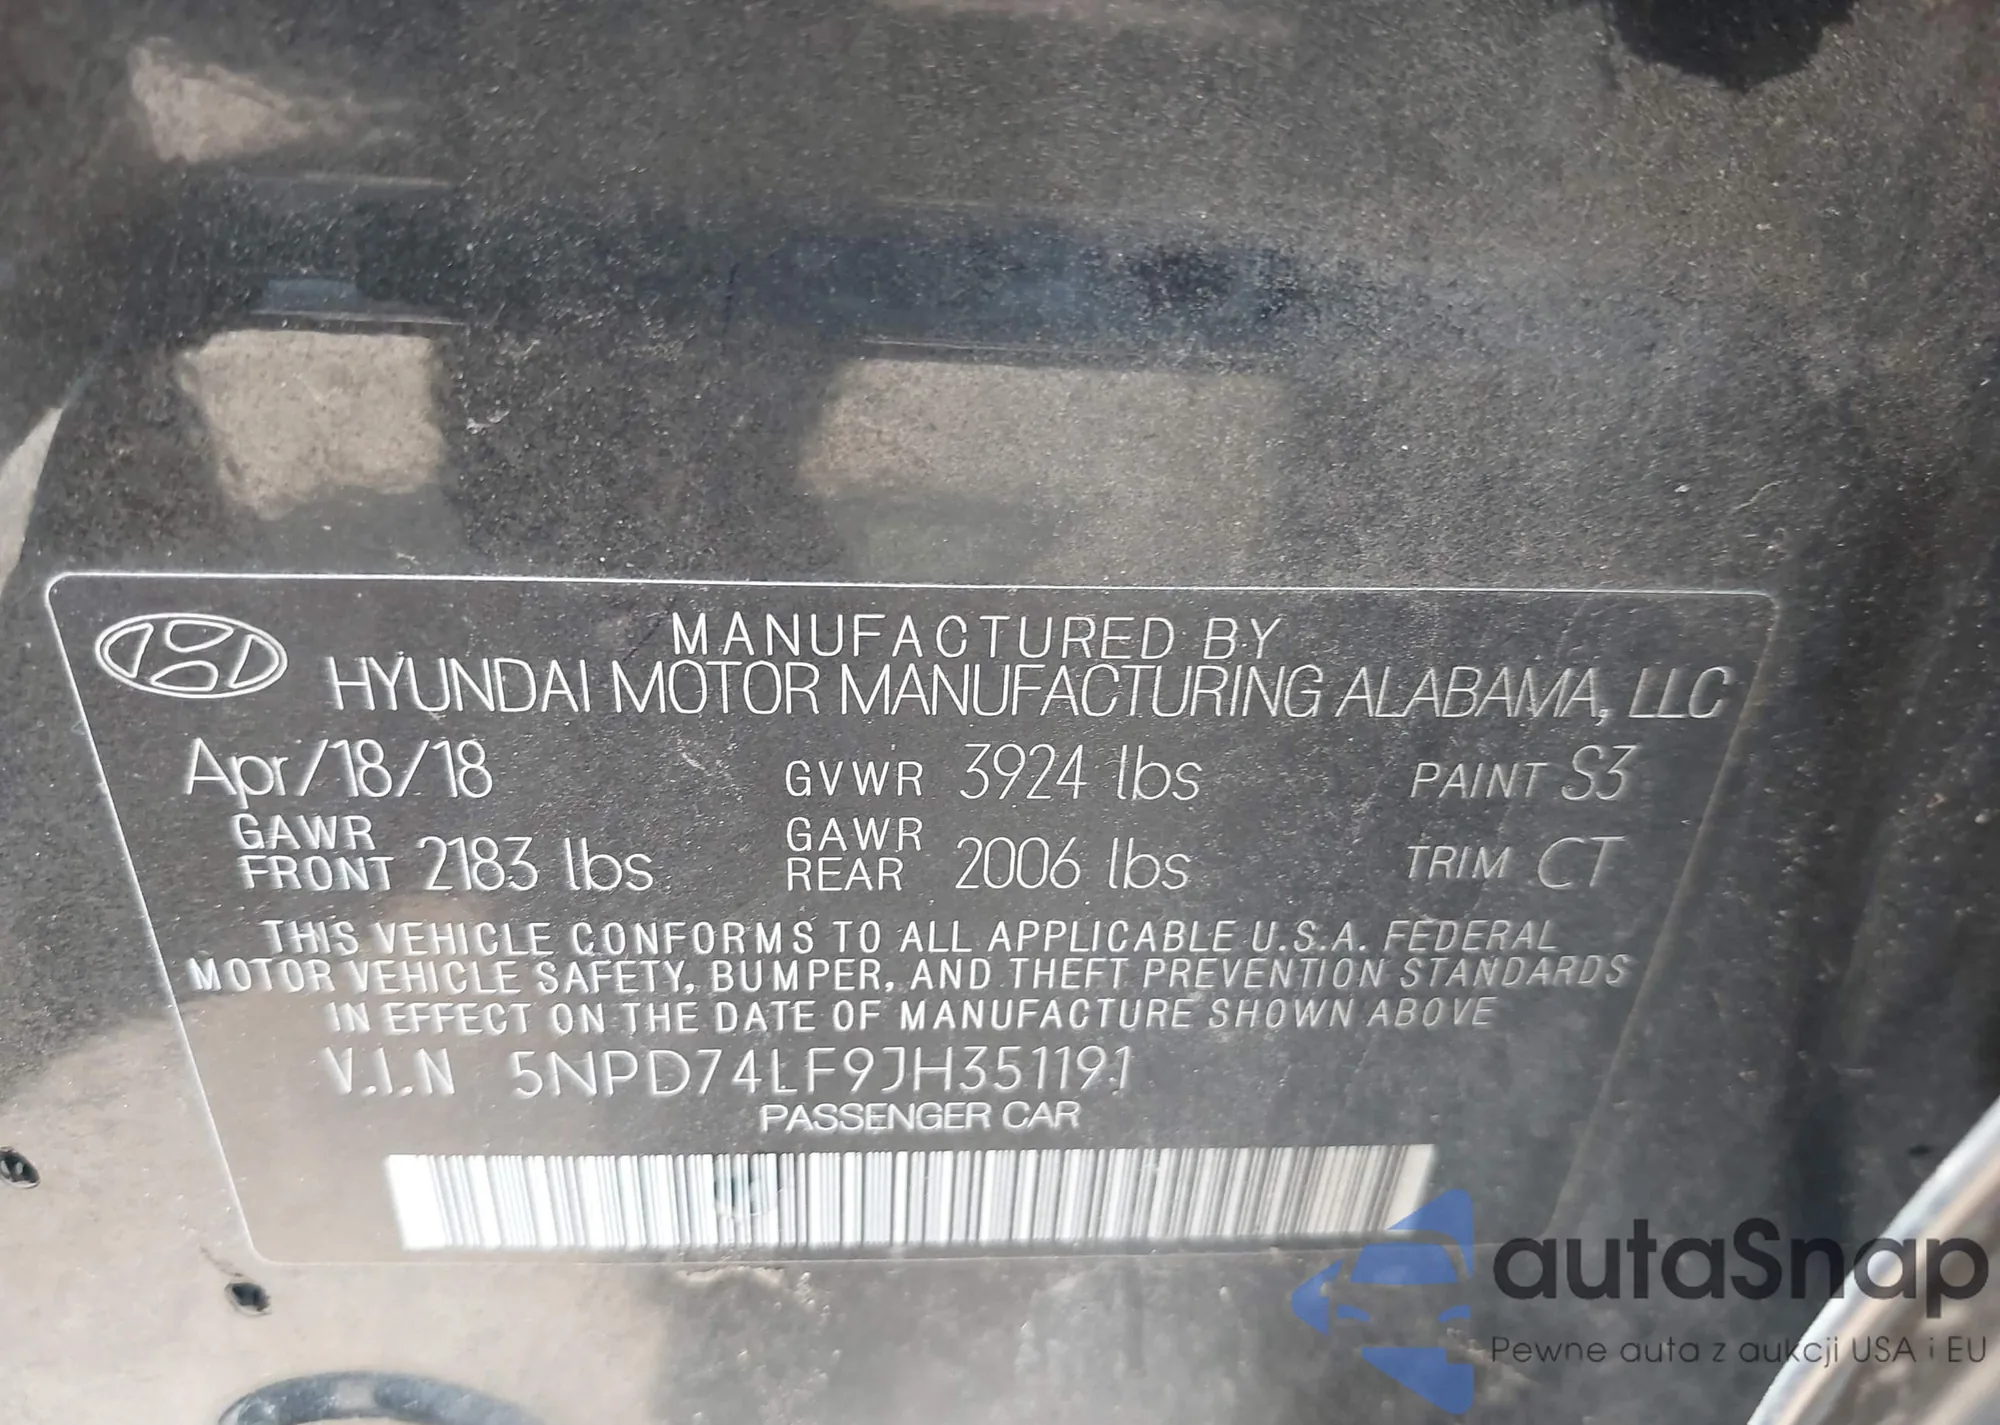 MANUFACTURED BY
HYUNDAI MOTOR MANUFACTURING ALABAMA, LLC
Apr/18/18 GVWR 3924 lbs PAINT S3
GAWR FRONT 2183 lbs GAWR REAR 2006 lbs TRIM CT
THIS VEHICLE CONFORMS TO ALL APPLICABLE U.S.A. FEDERAL
MOTOR VEHICLE SAFETY, BUMPER, AND THEFT PREVENTION STANDARDS
IN EFFECT ON THE DATE OF MANUFACTURE SHOWN ABOVE
V.I.N 5NPD74LF9JH351191
PASSENGER CAR
autaSnap
Pewne auta z aukcji USA i EU